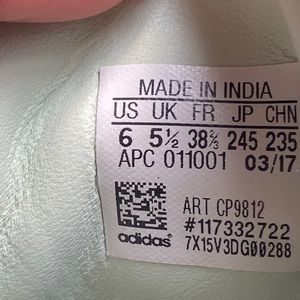 MADE IN INDIA
US UK FR JP CHN
6 5½ 38⅔ 245 235
APC 011001 03/17
ART CP9812
#117332722
adidas 7X15V3DG00288